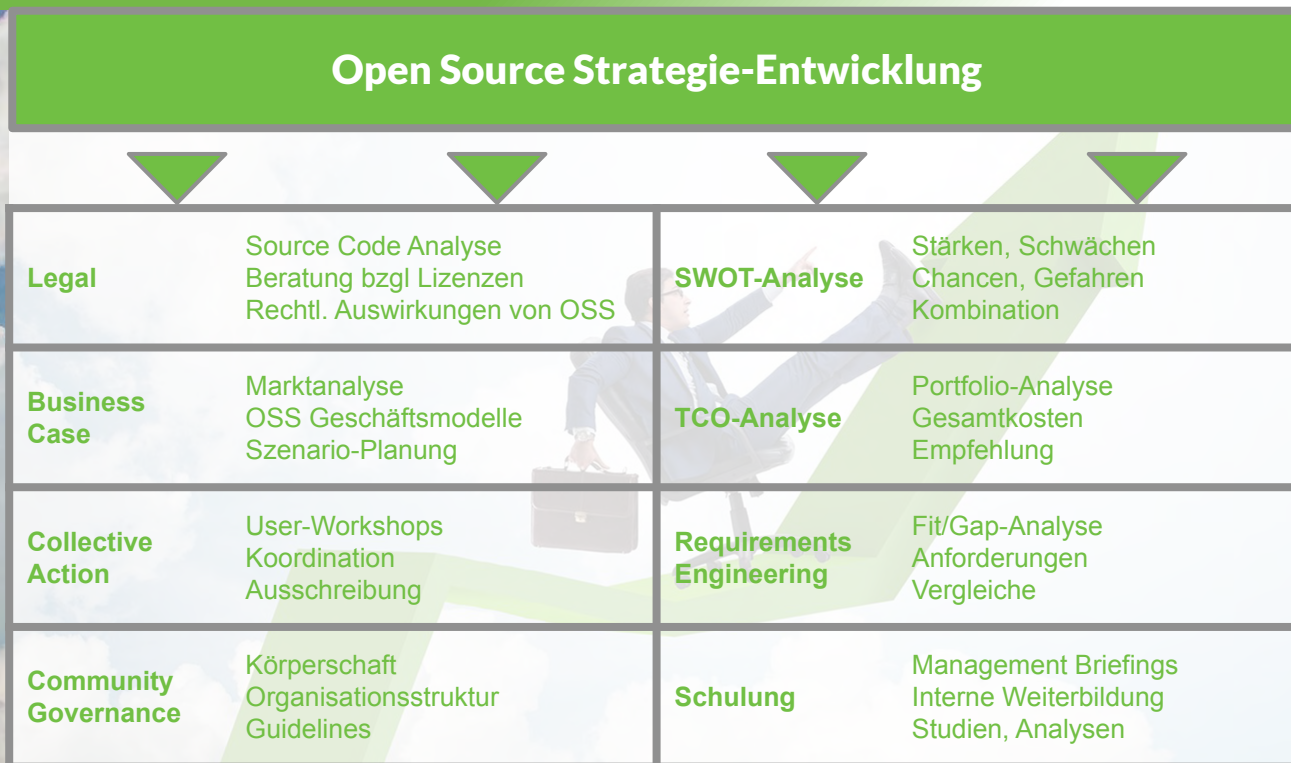 Open Source Strategie-Entwicklung
Legal
Source Code Analyse
Beratung bzgl Lizenzen
Rechtl. Auswirkungen von OSS
SWOT-Analyse
Stärken, Schwächen
Chancen, Gefahren
Kombination
Business
Case
Marktanalyse
OSS Geschäftsmodelle
Szenario-Planung
TCO-Analyse
Portfolio-Analyse
Gesamtkosten
Empfehlung
Collective
Action
User-Workshops
Koordination
Ausschreibung
Requirements
Engineering
Fit/Gap-Analyse
Anforderungen
Vergleiche
Community
Governance
Körperschaft
Organisationsstruktur
Guidelines
Schulung
Management Briefings
Interne Weiterbildung
Studien, Analysen